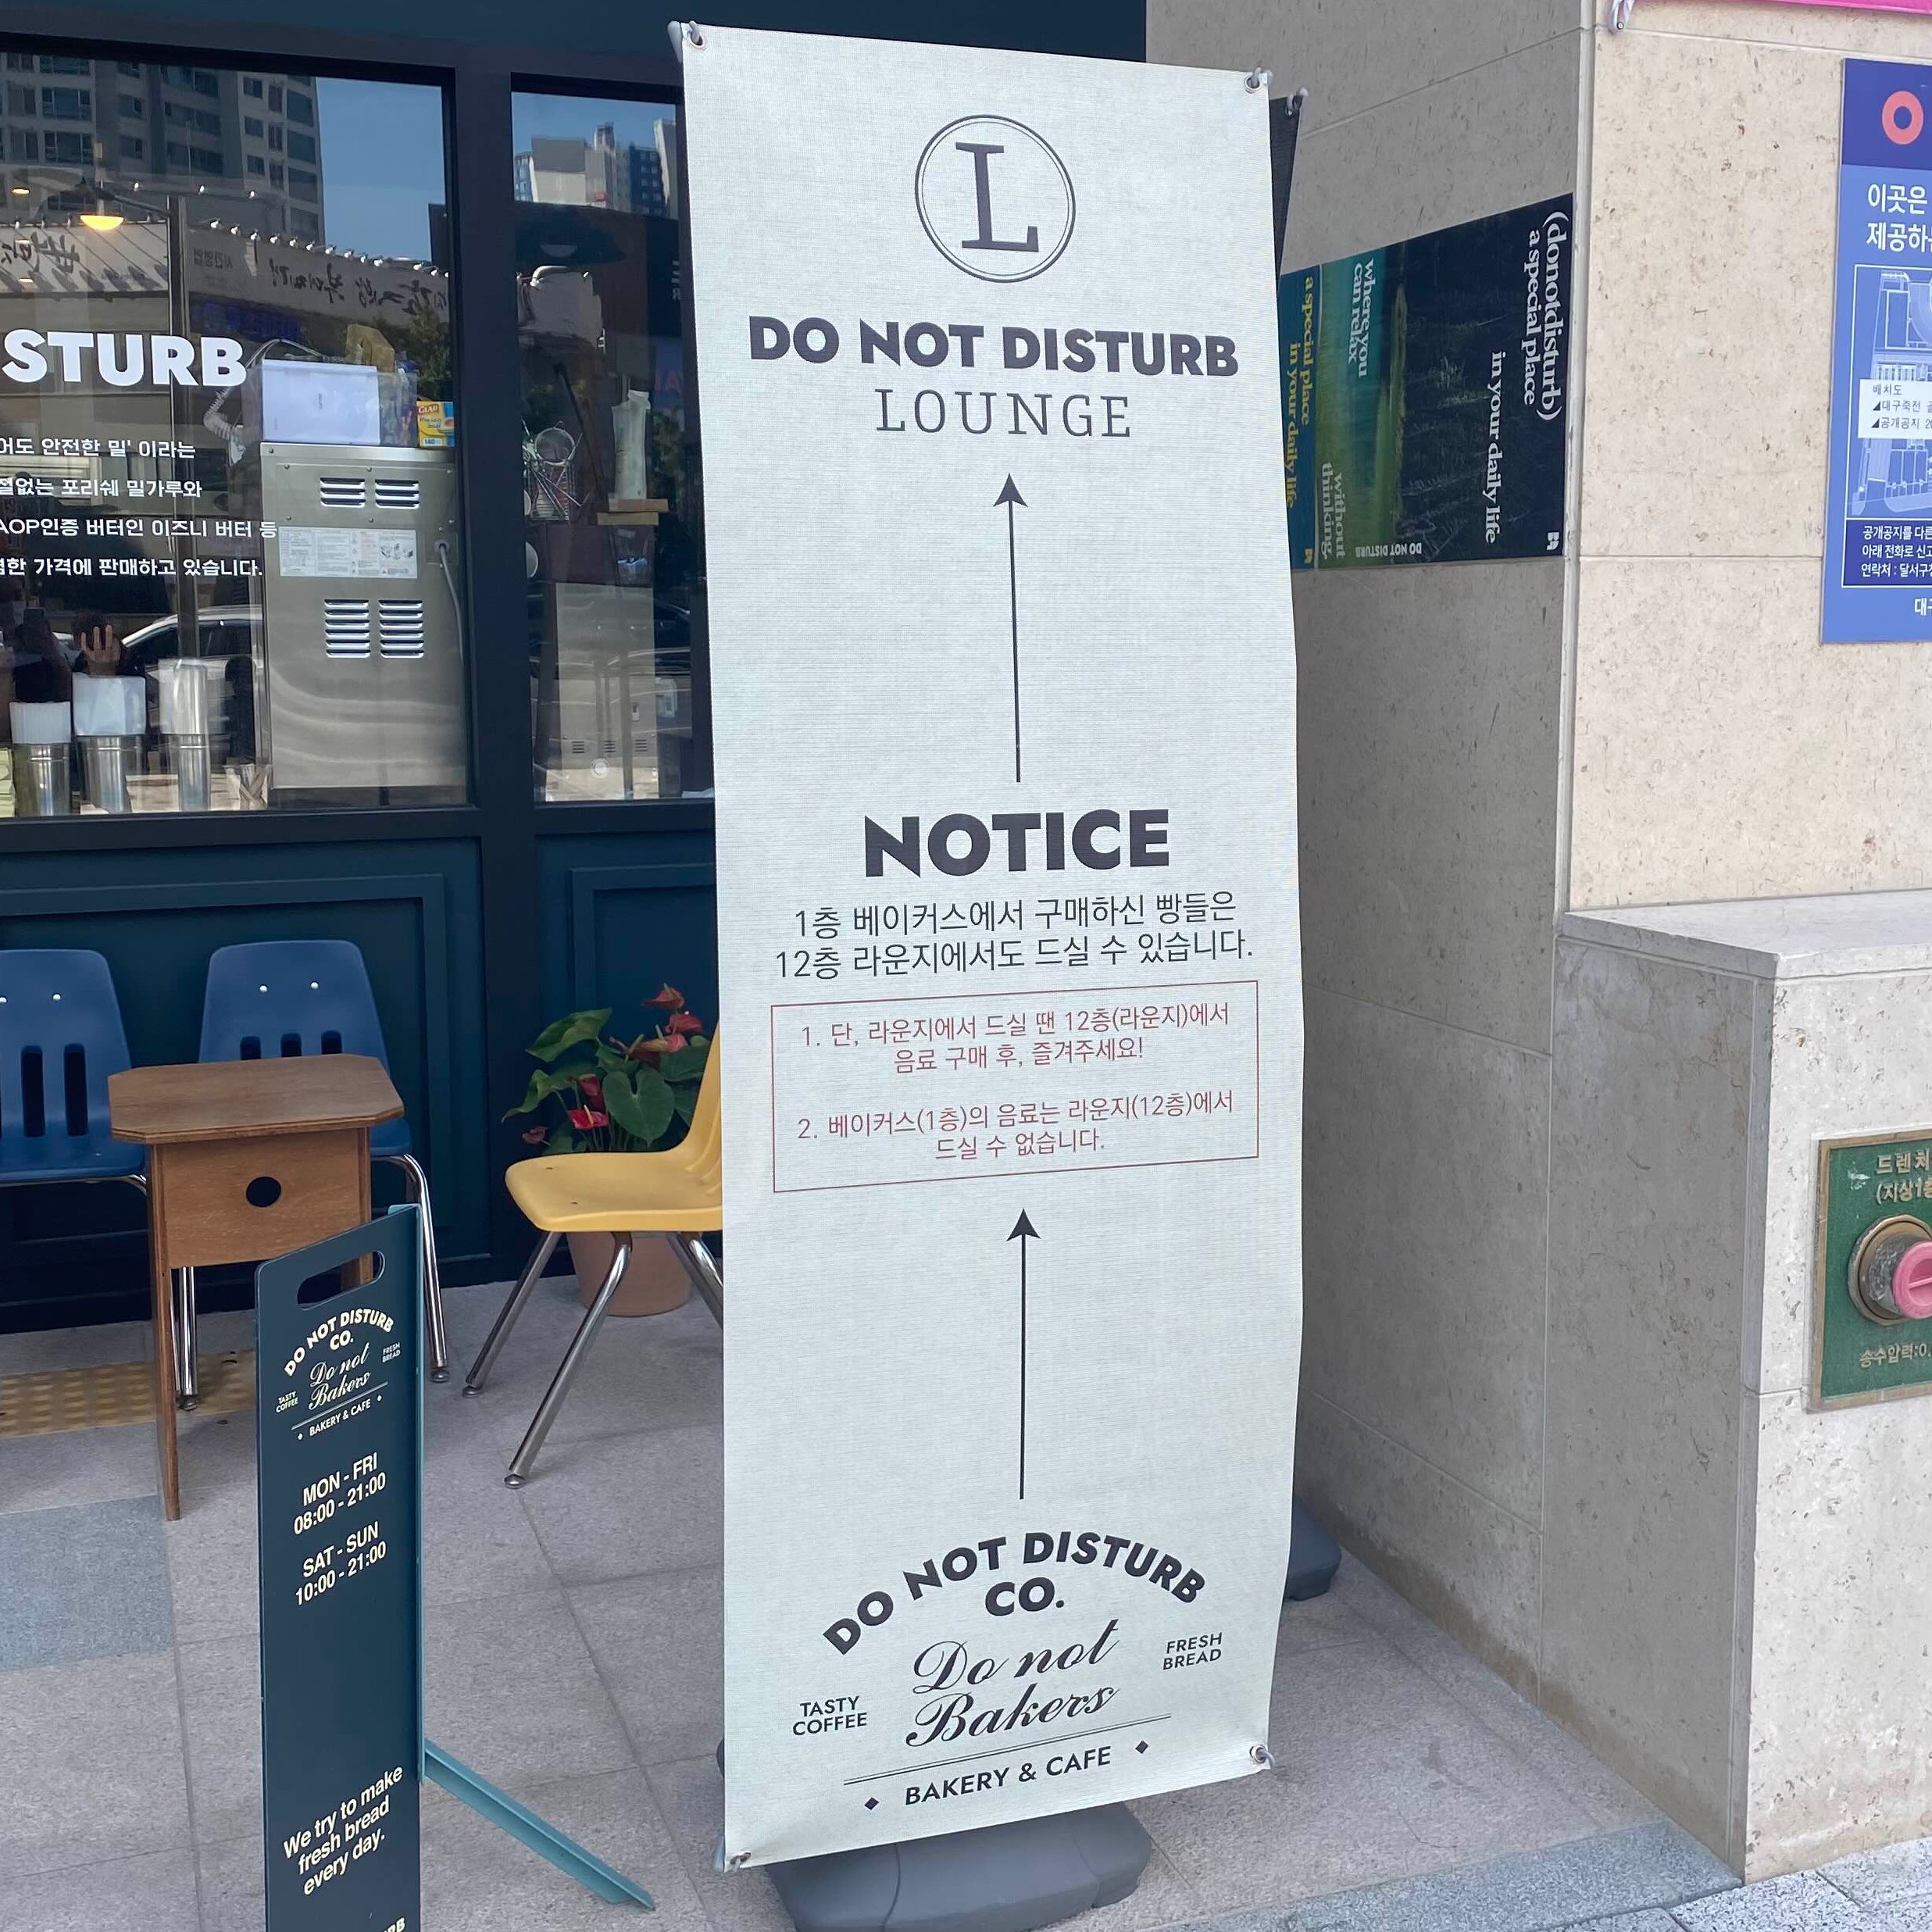 L
DO NOT DISTURB
LOUNGE
NOTICE
1층 베이커스에서 구매하신 빵들은
12층 라운지에서도 드실 수 있습니다.
1. 단, 라운지에서 드실 땐 12층(라운지)에서
음료 구매 후, 즐겨주세요!
2. 베이커스(1층)의 음료는 라운지(12층)에서
드실 수 없습니다.
DO NOT DISTURB
CO.
Do not
Bakers
TASTY
COFFEE
FRESH
BREAD
BAKERY & CAFE
STURB
어도 안전한 밀' 이라는
없는 포리쉐 밀가루와
AOP인증 버터인 이즈니 버터 등
한 가격에 판매하고 있습니다.
GLAD
DO NOT DISTURB
CO.
Do not
Bakers
TASTY
COFFEE
FRESH
BREAD
BAKERY & CAFE
MON - FRI
08:00 - 21:00
SAT - SUN
10:00 - 21:00
We try to make
fresh bread
every day.
(donotdisturb)
a special place
in your daily life
where you
can relax
without
thinking.
a special place
in your daily life
DO NOT DISTURB
이곳은
제공하
배치도
대구죽전
공개공지
공개공지를 다른
아래 전화로 신고
연락처 : 달서구
대구
드렌처
(지상1층
송수압력:0.